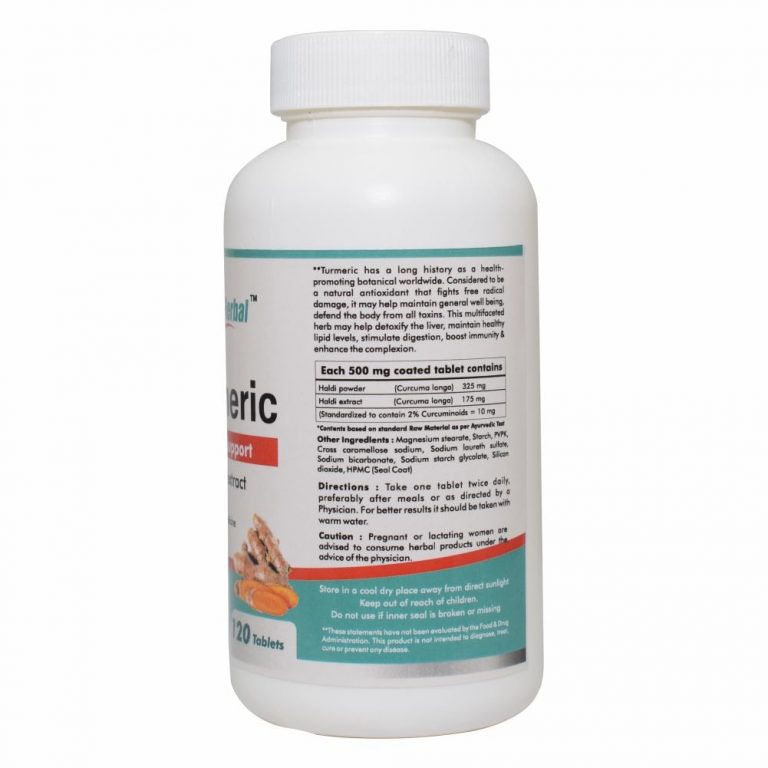 **Turmeric has a long history as a health-
promoting botanical worldwide. Considered to be
a natural antioxidant that fights free radical
damage, it may help maintain general well being,
defend the body from all toxins. This multifaceted
herb may help detoxify the liver, maintain healthy
lipid levels, stimulate digestion, boost immunity &
enhance the complexion.
erbal™
Each 500 mg coated tablet contains
Haldi powder (Curcuma longa) 325 mg
Haldi extract (Curcuma longa) 175 mg
(Standardized to contain 2% Curcuminoids = 10 mg
*Contents based on standard Raw Material as per Ayurvedic Text
eric
upport
xtract
Other Ingredients : Magnesium stearate, Starch, PVPK,
Cross caramellose sodium, Sodium laureth sulfate,
Sodium bicarbonate, Sodium starch glycolate, Silicon
dioxide, HPMC (Seal Coat)
Directions : Take one tablet twice daily,
preferably after meals or as directed by a
Physician. For better results it should be taken with
warm water.
Caution : Pregnant or lactating women are
advised to consume herbal products under the
advice of the physician.
Store in a cool dry place away from direct sunlight
Keep out of reach of children.
Do not use if inner seal is broken or missing
120 Tablets
**These statements have not been evaluated by the Food & Drug
Administration. This product is not intended to diagnose, treat,
cure or prevent any disease.